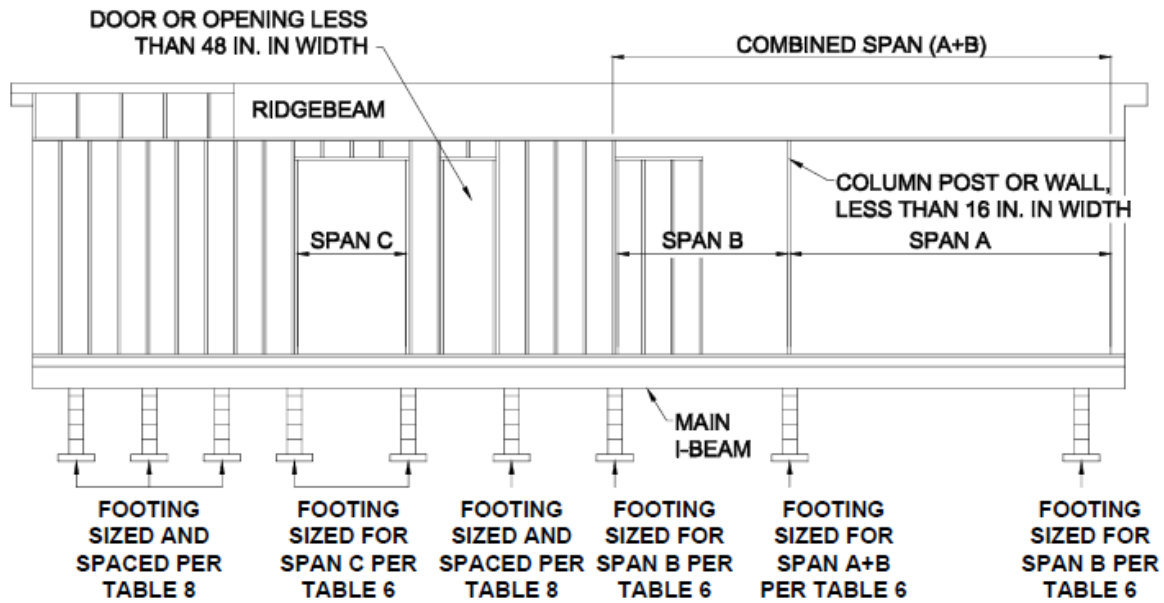 DOOR OR OPENING LESS
THAN 48 IN. IN WIDTH
COMBINED SPAN (A+B)
RIDGEBEAM
COLUMN POST OR WALL,
LESS THAN 16 IN. IN WIDTH
SPAN C
SPAN B
SPAN A
MAIN
I-BEAM
FOOTING
SIZED AND
SPACED PER
TABLE 8
FOOTING
SIZED FOR
SPAN C PER
TABLE 6
FOOTING
SIZED AND
SPACED PER
TABLE 8
FOOTING
SIZED FOR
SPAN B PER
TABLE 6
FOOTING
SIZED FOR
SPAN A+B
PER TABLE 6
FOOTING
SIZED FOR
SPAN B PER
TABLE 6